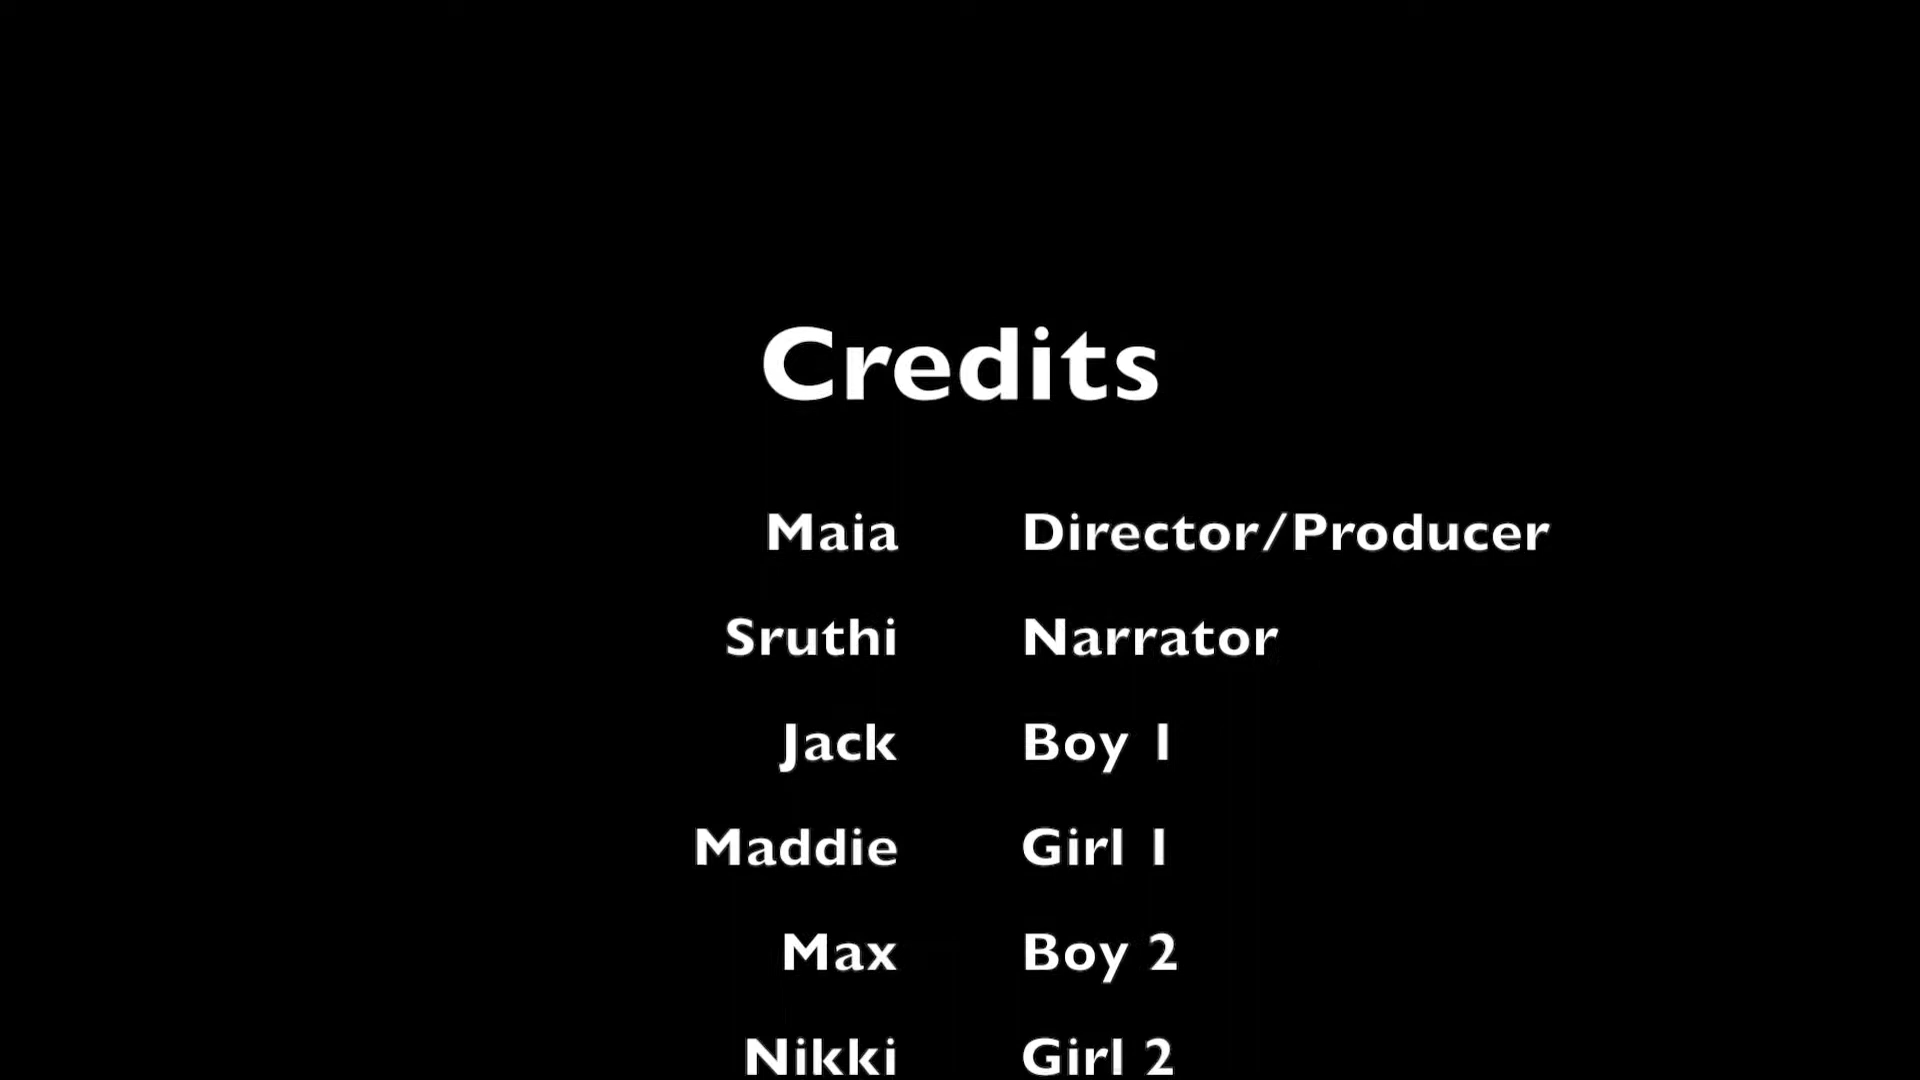 Credits
Maia Director/Producer
Sruthi Narrator
Jack Boy 1
Maddie Girl 1
Max Boy 2
Nikki Girl 2